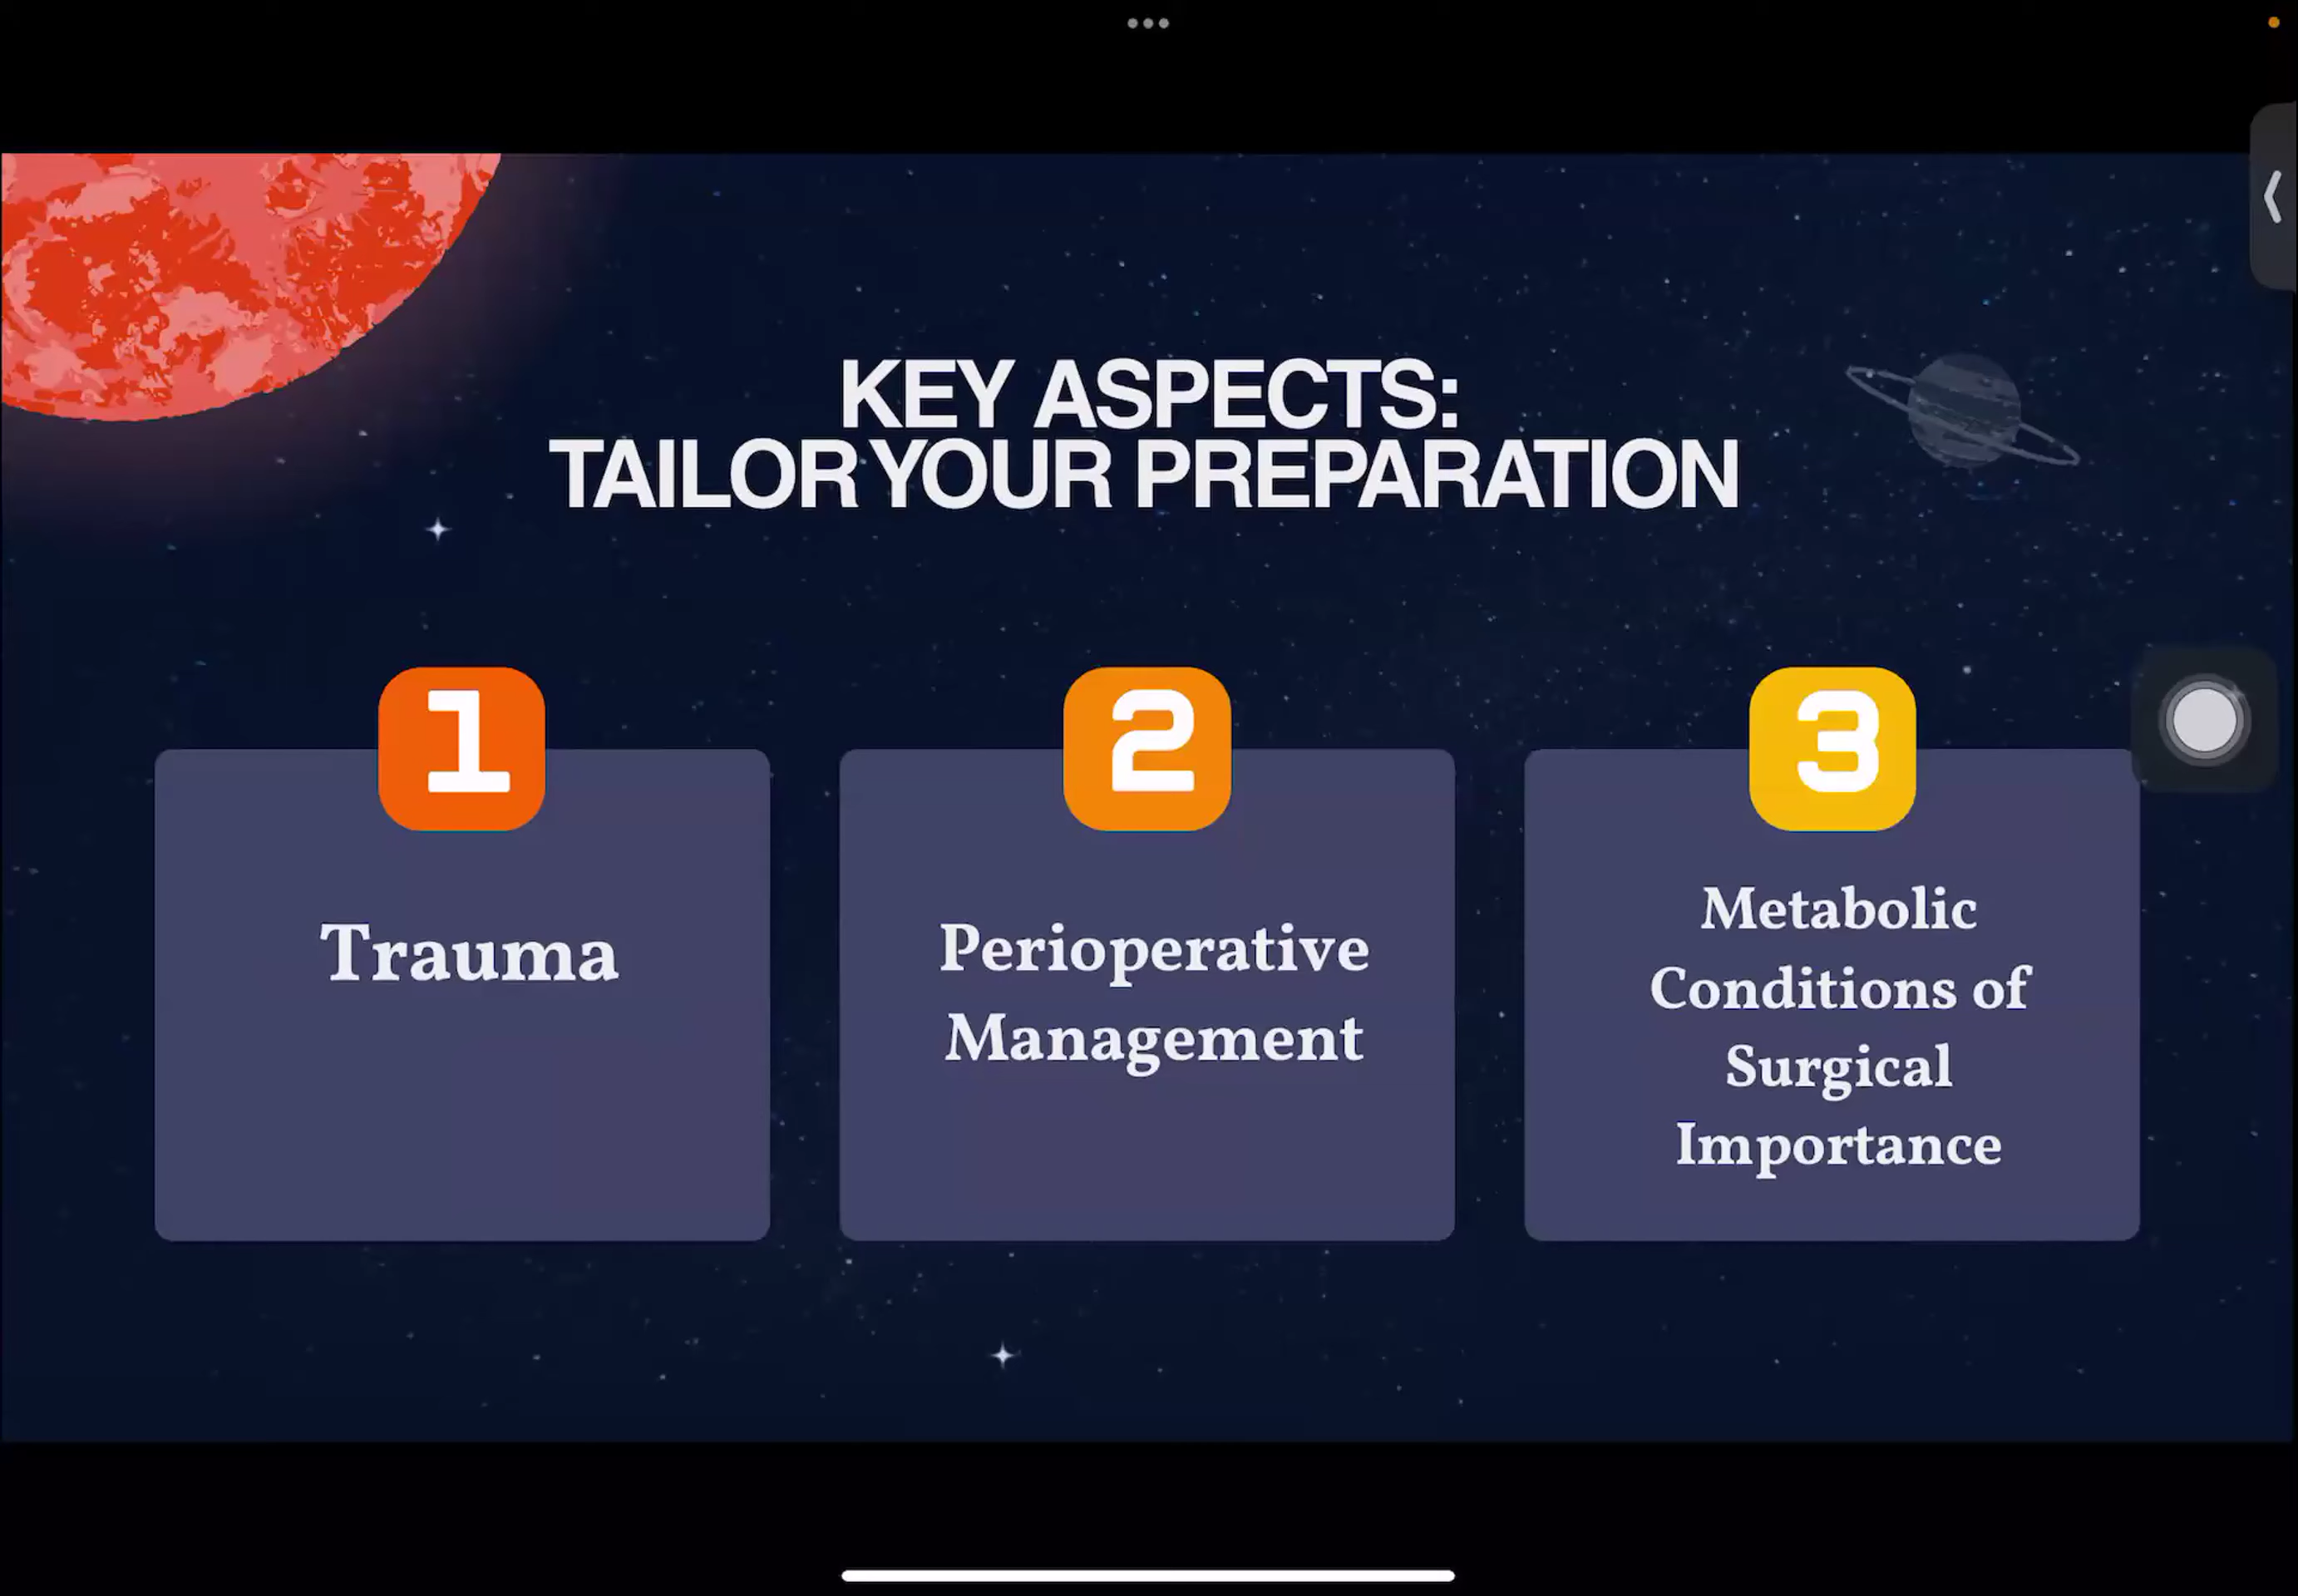 KEY ASPECTS:
TAILOR YOUR PREPARATION
1
Trauma
2
Perioperative
Management
3
Metabolic
Conditions of
Surgical
Importance